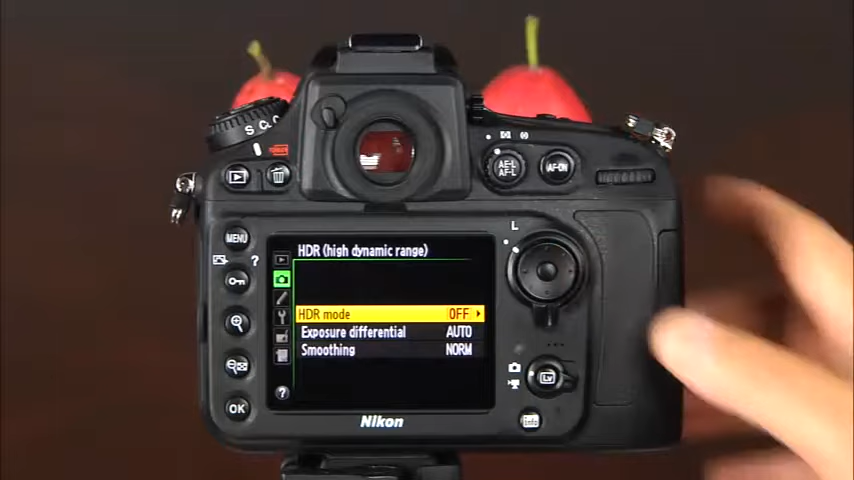 S CL
AE-L
AF-L
AF-ON
MENU
?
L
HDR (high dynamic range)
HDR mode OFF
Exposure differential AUTO
Smoothing NORM
?
Lv
OK
Nikon
info